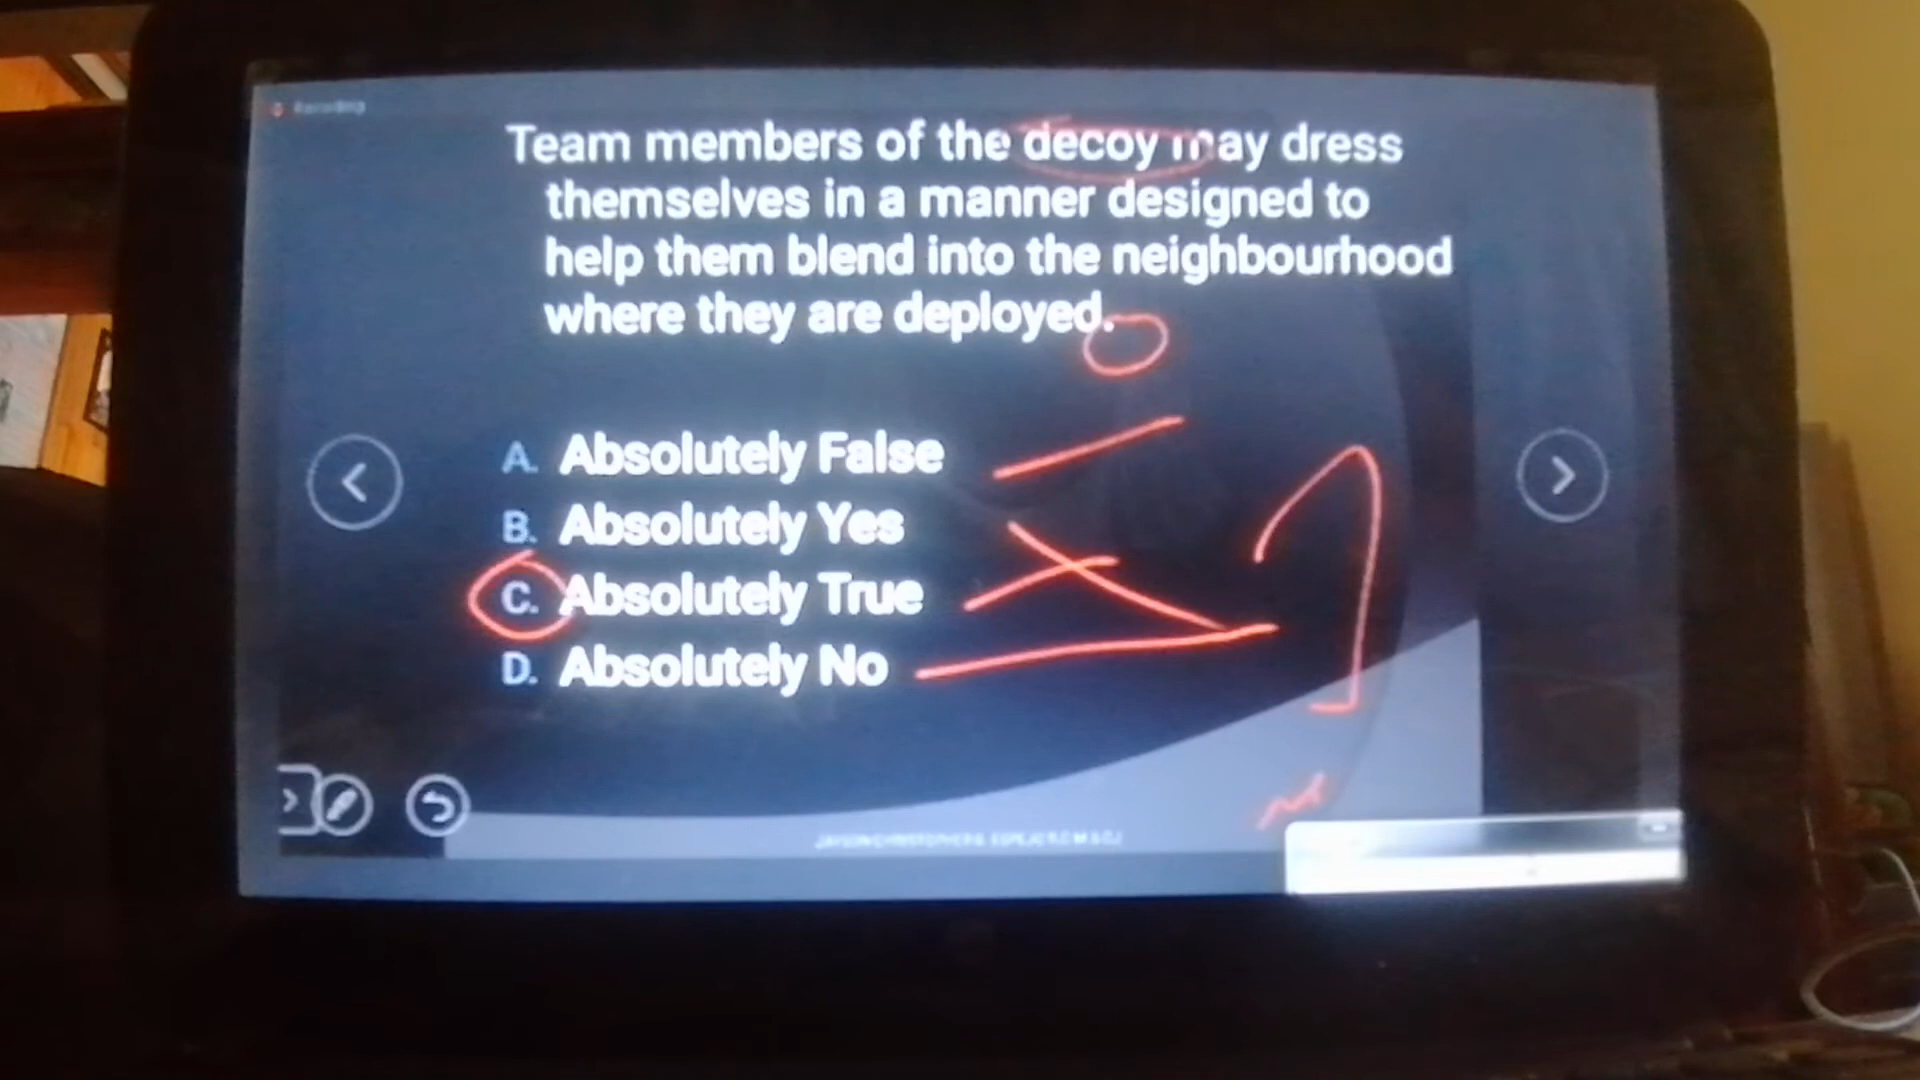 Recording
Team members of the decoy may dress
themselves in a manner designed to
help them blend into the neighbourhood
where they are deployed.
A. Absolutely False
B. Absolutely Yes
C. Absolutely True
D. Absolutely No